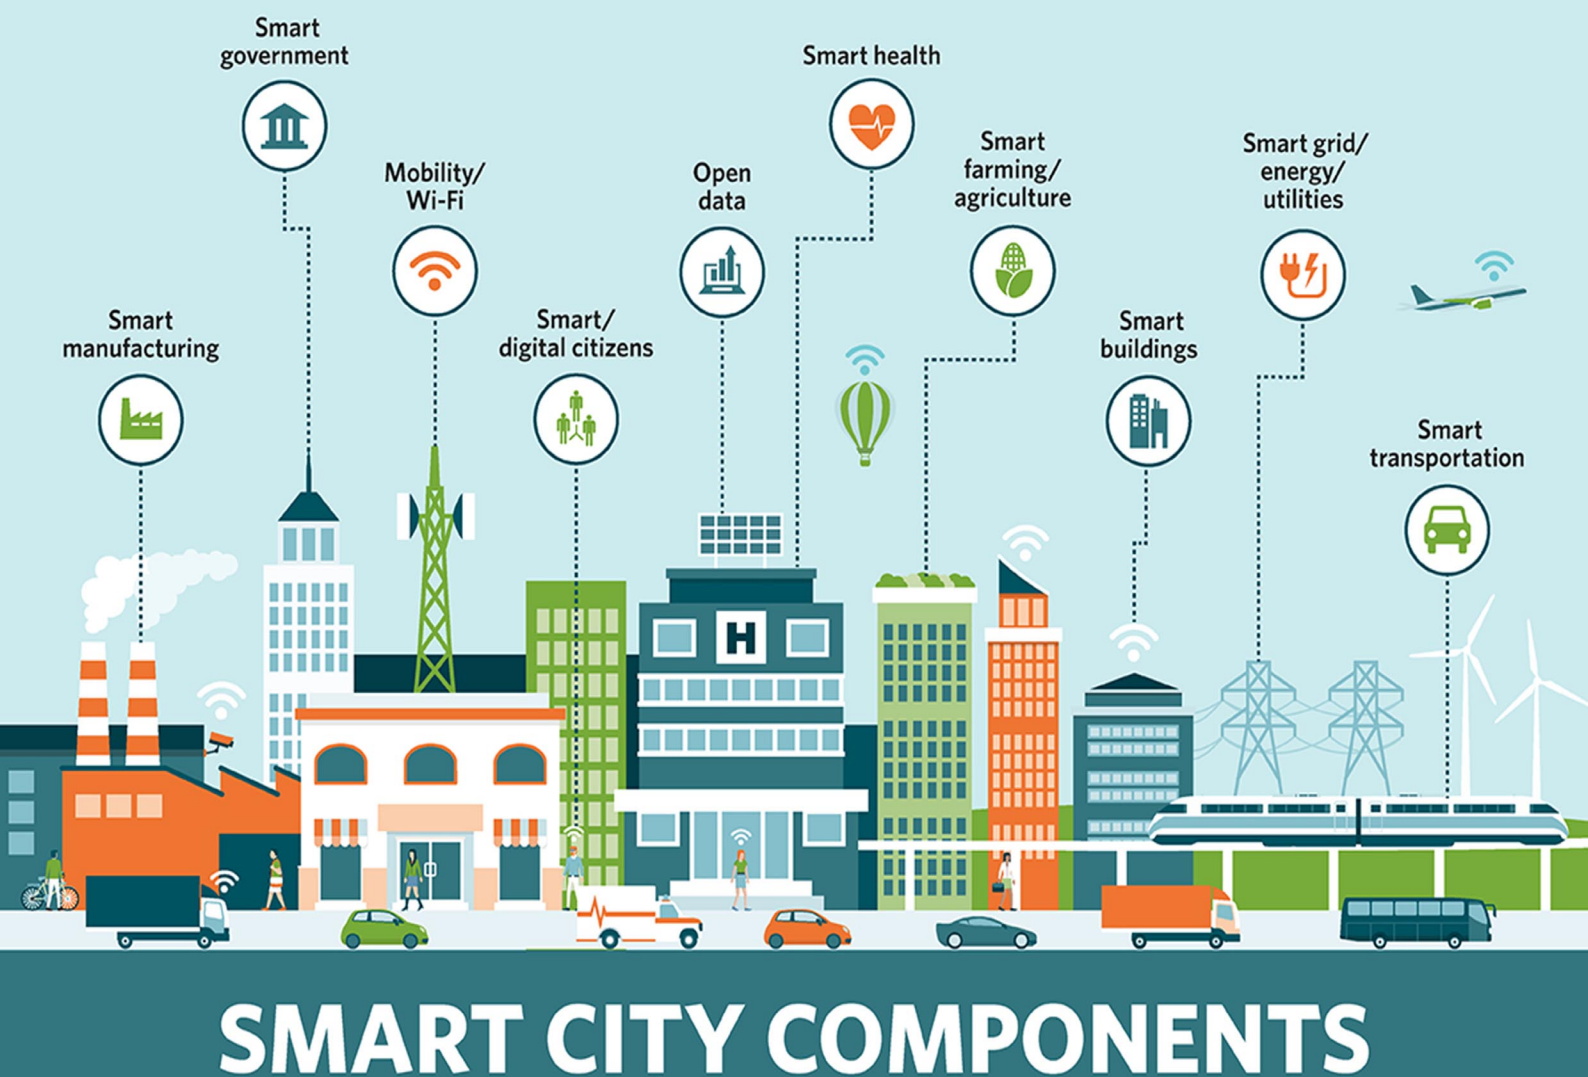 Smart
government
Smart health
Mobility/
Wi-Fi
Open
data
Smart
farming/
agriculture
Smart grid/
energy/
utilities
Smart
manufacturing
Smart/
digital citizens
Smart
buildings
Smart
transportation
H
SMART CITY COMPONENTS